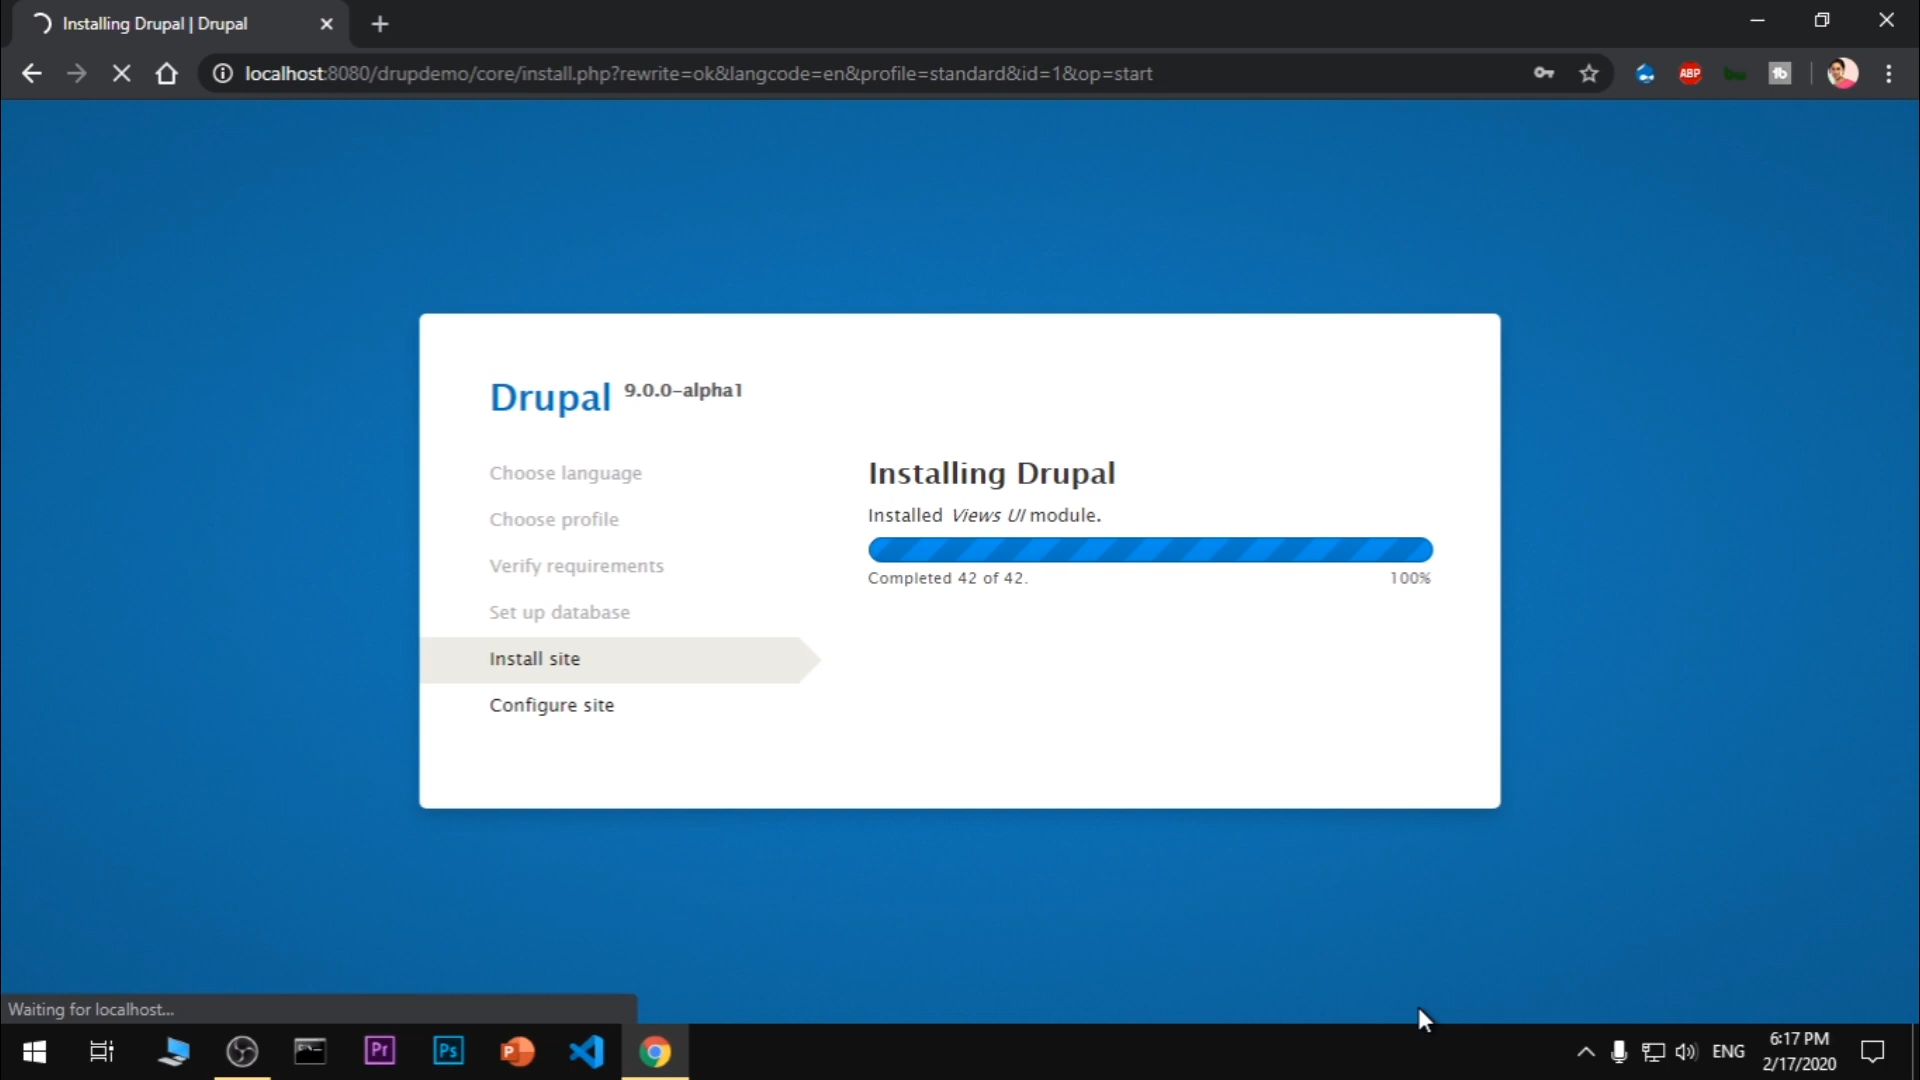 Installing Drupal | Drupal
localhost:8080/drupdemo/core/install.php?rewrite=ok&langcode=en&profile=standard&id=1&op=start
ABP
Drupal 9.0.0-alpha1
Choose language
Choose profile
Verify requirements
Set up database
Install site
Configure site
Installing Drupal
Installed Views UI module.
Completed 42 of 42.
100%
Waiting for localhost...
Pr
Ps
P
ENG
6:17 PM
2/17/2020